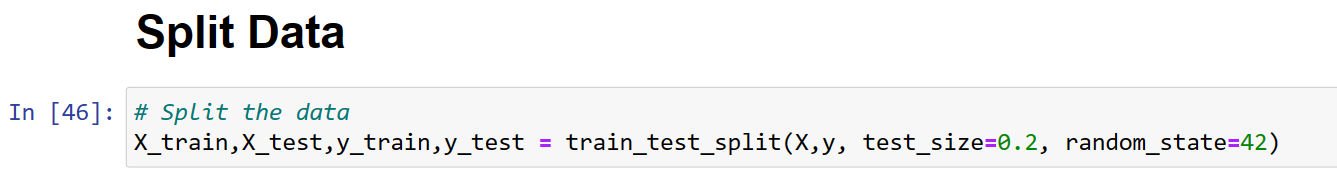 Split Data
In [46]: # Split the data
X_train,X_test,y_train,y_test = train_test_split(X,y, test_size=0.2, random_state=42)